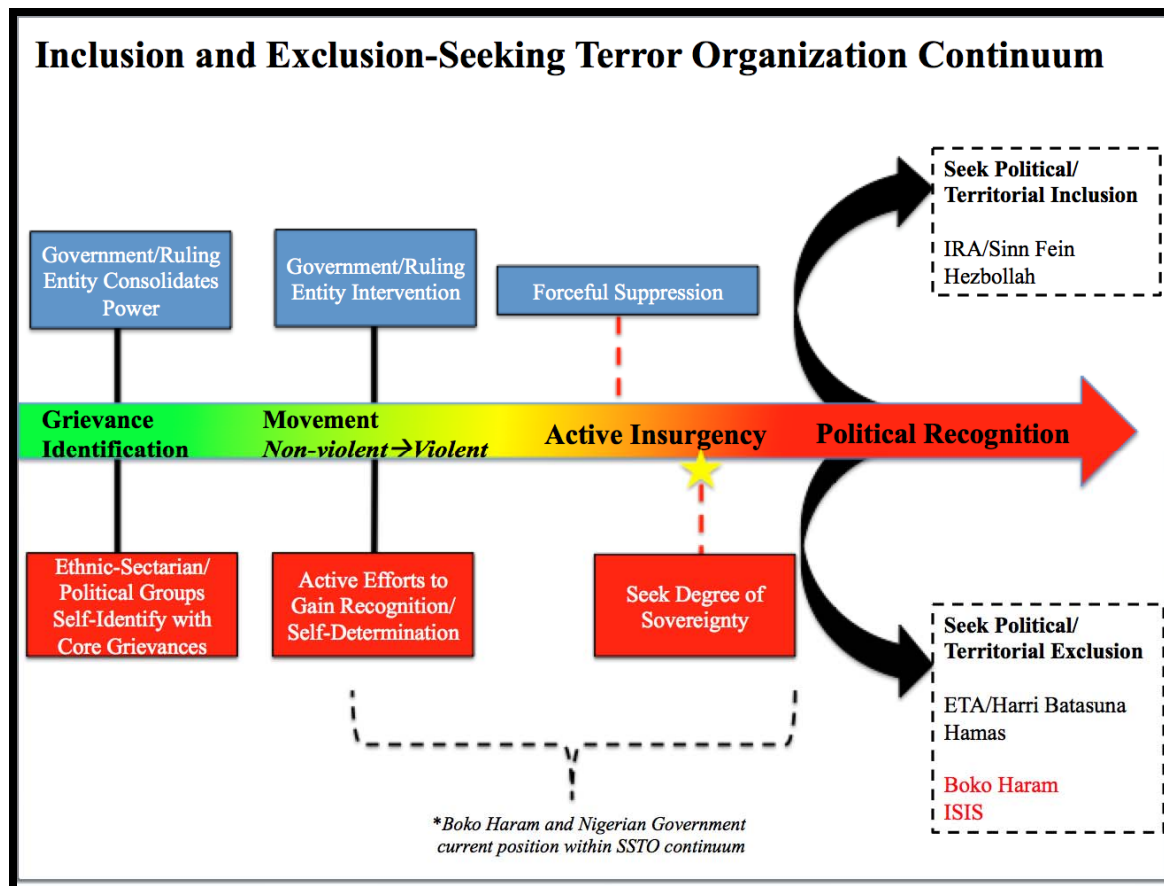 Inclusion and Exclusion-Seeking Terror Organization Continuum
Government/Ruling
Entity Consolidates
Power
Government/Ruling
Entity Intervention
Forceful Suppression
Seek Political/
Territorial Inclusion
IRA/Sinn Fein
Hezbollah
Grievance
Identification
Movement
Non-violent→Violent
Active Insurgency
Political Recognition
Ethnic-Sectarian/
Political Groups
Self-Identify with
Core Grievances
Active Efforts to
Gain Recognition/
Self-Determination
Seek Degree of
Sovereignty
Seek Political/
Territorial Exclusion
ETA/Harri Batasuna
Hamas
Boko Haram
ISIS
*Boko Haram and Nigerian Government
current position within SSTO continuum